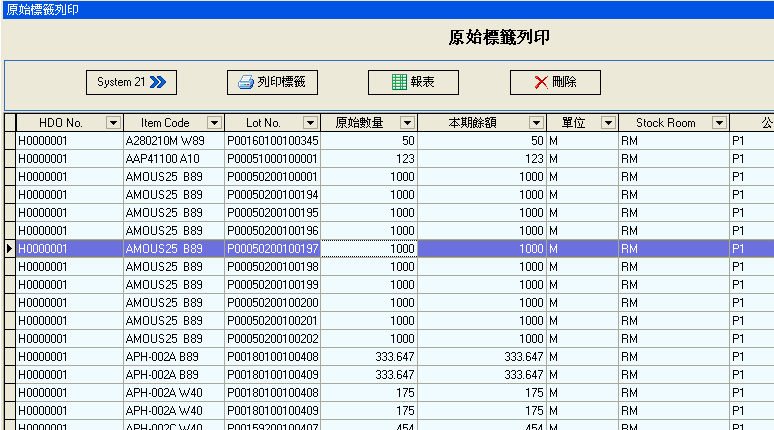 原始標籤列印
原始標籤列印
System 21 列印標籤 報表 刪除
HDO No. Item Code Lot No. 原始數量 本期餘額 單位 Stock Room 公
H0000001 A280210M W89 P00160100100345 50 50 M RM P1
H0000001 AAP41100 A10 P00051000100001 123 123 M RM P1
H0000001 AMOUS25 B89 P00050200100001 1000 1000 M RM P1
H0000001 AMOUS25 B89 P00050200100194 1000 1000 M RM P1
H0000001 AMOUS25 B89 P00050200100195 1000 1000 M RM P1
H0000001 AMOUS25 B89 P00050200100196 1000 1000 M RM P1
H0000001 AMOUS25 B89 P00050200100197 1000 1000 M RM P1
H0000001 AMOUS25 B89 P00050200100198 1000 1000 M RM P1
H0000001 AMOUS25 B89 P00050200100199 1000 1000 M RM P1
H0000001 AMOUS25 B89 P00050200100200 1000 1000 M RM P1
H0000001 AMOUS25 B89 P00050200100201 1000 1000 M RM P1
H0000001 AMOUS25 B89 P00050200100202 1000 1000 M RM P1
H0000001 APH-002A B89 P00180100100408 333.647 333.647 M RM P1
H0000001 APH-002A B89 P00180100100409 333.647 333.647 M RM P1
H0000001 APH-002A W40 P00180100100408 175 175 M RM P1
H0000001 APH-002A W40 P00180100100409 175 175 M RM P1
H0000001 APH-002C W40 P00159200100407 454 454 M RM P1